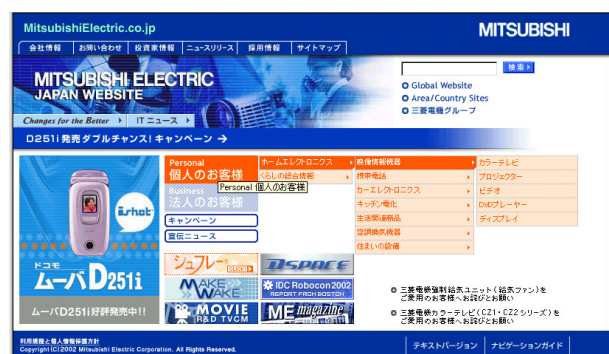 MitsubishiElectric.co.jp
MITSUBISHI
会社情報 お問い合わせ 投資家情報 ニュースリリース 採用情報 サイトマップ
検索
MITSUBISHI ELECTRIC
JAPAN WEBSITE
Global Website
Area/Country Sites
三菱電機グループ
Changes for the Better
ITニュース
D251i 発売ダブルチャンス! キャンペーン →
Personal
個人のお客様
ホームエレクトロニクス
くらしの総合情報
映像情報機器
携帯電話
カーエレクトロニクス
キッチン電化
生活関連商品
空調換気機器
住まいの設備
カラーテレビ
プロジェクター
ビデオ
DVDプレーヤー
ディスプレイ
Personal 個人のお客様
Business
法人のお客様
キャンペーン
宣伝ニュース
ishot
ドコモ
ムーバD251i
ムーバD251i好評発売中!!
シュフレー
CLICK
DSPACE
MAKE WAKE
IDC Robocon2002
REPORT FROM BOSTON
MOVIE
R&D TVCM
ME magazine
三菱電機強制給気ユニット(給気ファン)を
ご愛用のお客様へお詫びとお願い
三菱電機カラーテレビ(CZ1・CZ2シリーズ)を
ご愛用のお客様へお詫びとお願い
利用規程と個人情報保護方針
Copyright(C)2002 Mitsubishi Electric Corporation. All Rights Reserved.
テキストバージョン ナビゲーションガイド